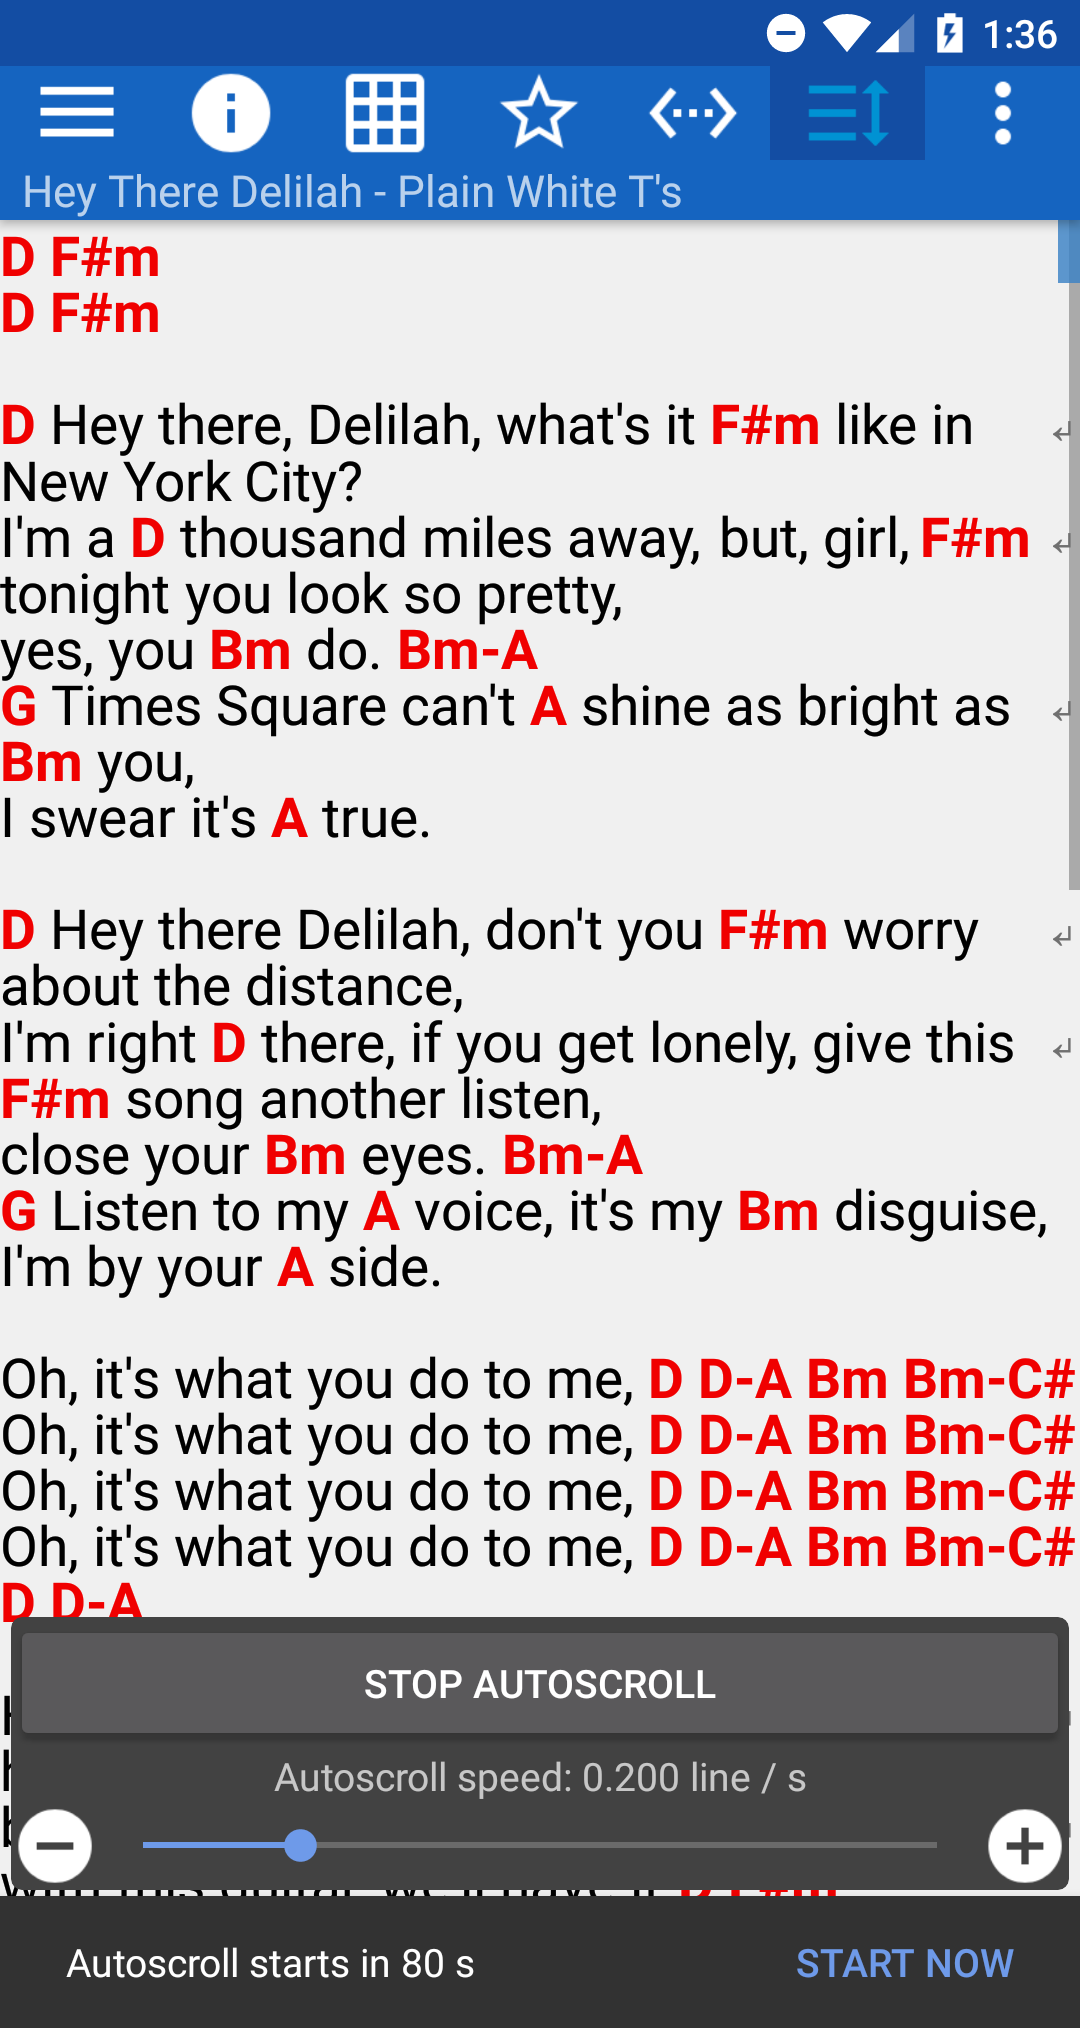 1:36
Hey There Delilah - Plain White T's
D F#m
D F#m
D Hey there, Delilah, what's it F#m like in
New York City?
I'm a D thousand miles away, but, girl, F#m
tonight you look so pretty,
yes, you Bm do. Bm-A
G Times Square can't A shine as bright as
Bm you,
I swear it's A true.
D Hey there Delilah, don't you F#m worry
about the distance,
I'm right D there, if you get lonely, give this
F#m song another listen,
close your Bm eyes. Bm-A
G Listen to my A voice, it's my Bm disguise,
I'm by your A side.
Oh, it's what you do to me, D D-A Bm Bm-C#
Oh, it's what you do to me, D D-A Bm Bm-C#
Oh, it's what you do to me, D D-A Bm Bm-C#
Oh, it's what you do to me, D D-A Bm Bm-C#
D D-A
STOP AUTOSCROLL
Autoscroll speed: 0.200 line / s
Autoscroll starts in 80 s
START NOW